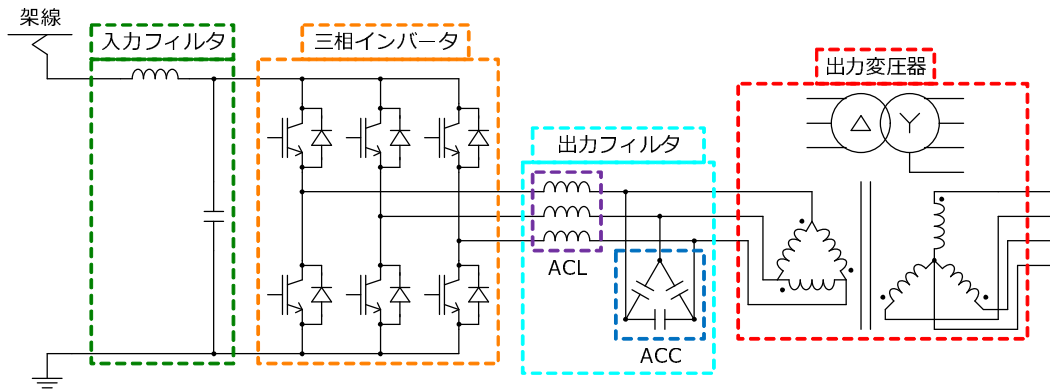 架線
入力フィルタ
三相インバータ
出力フィルタ
出力変圧器
ACL
ACC